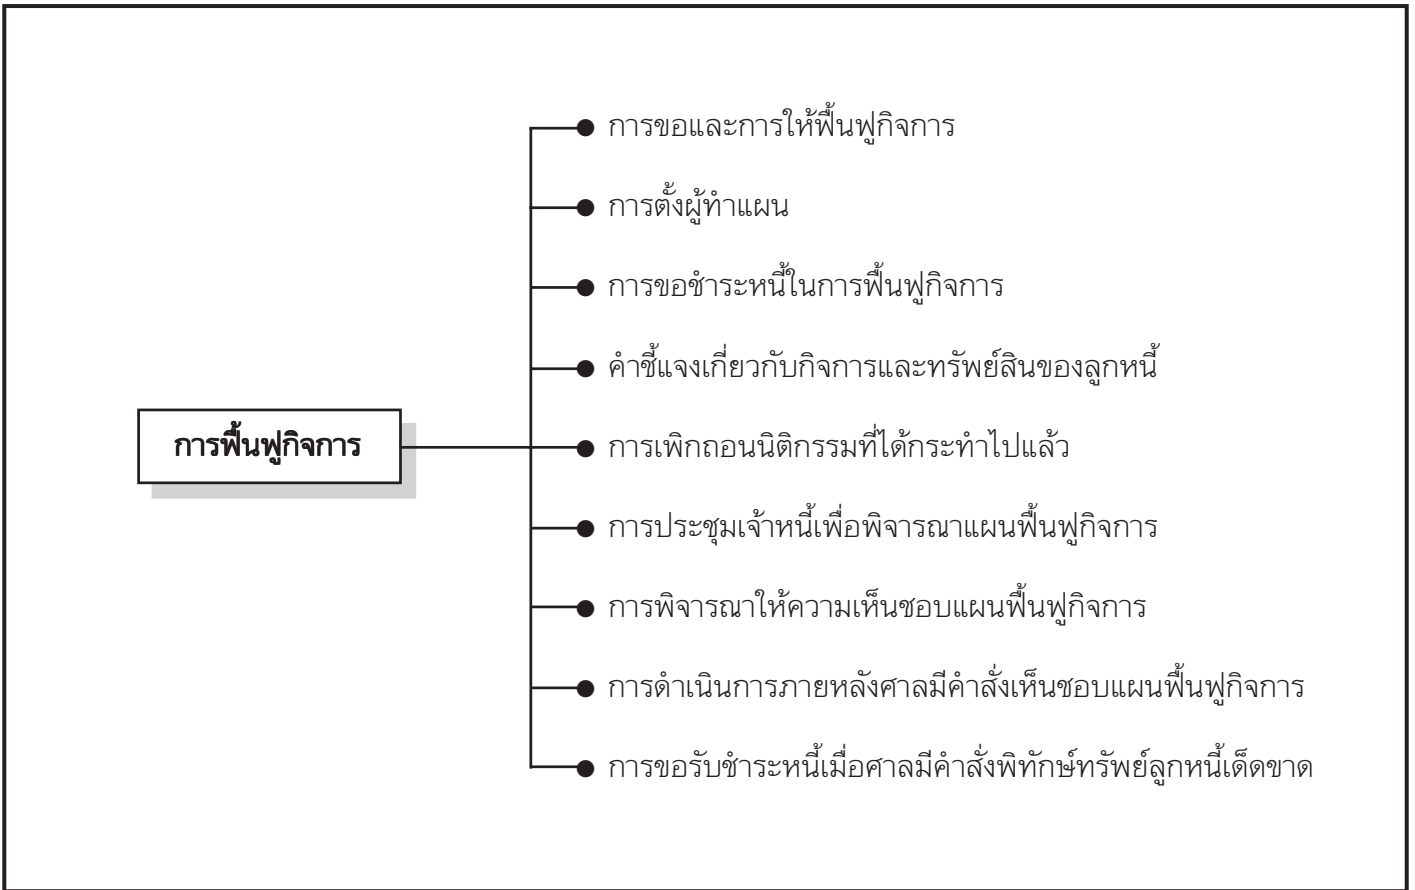 การขอและการให้ฟื้นฟูกิจการ
การตั้งผู้ทำแผน
การขอชำระหนี้ในการฟื้นฟูกิจการ
คำชี้แจงเกี่ยวกับกิจการและทรัพย์สินของลูกหนี้
การฟื้นฟูกิจการ
การเพิกถอนนิติกรรมที่ได้กระทำไปแล้ว
การประชุมเจ้าหนี้เพื่อพิจารณาแผนฟื้นฟูกิจการ
การพิจารณาให้ความเห็นชอบแผนฟื้นฟูกิจการ
การดำเนินการภายหลังศาลมีคำสั่งเห็นชอบแผนฟื้นฟูกิจการ
การขอรับชำระหนี้เมื่อศาลมีคำสั่งพิทักษ์ทรัพย์ลูกหนี้เด็ดขาด